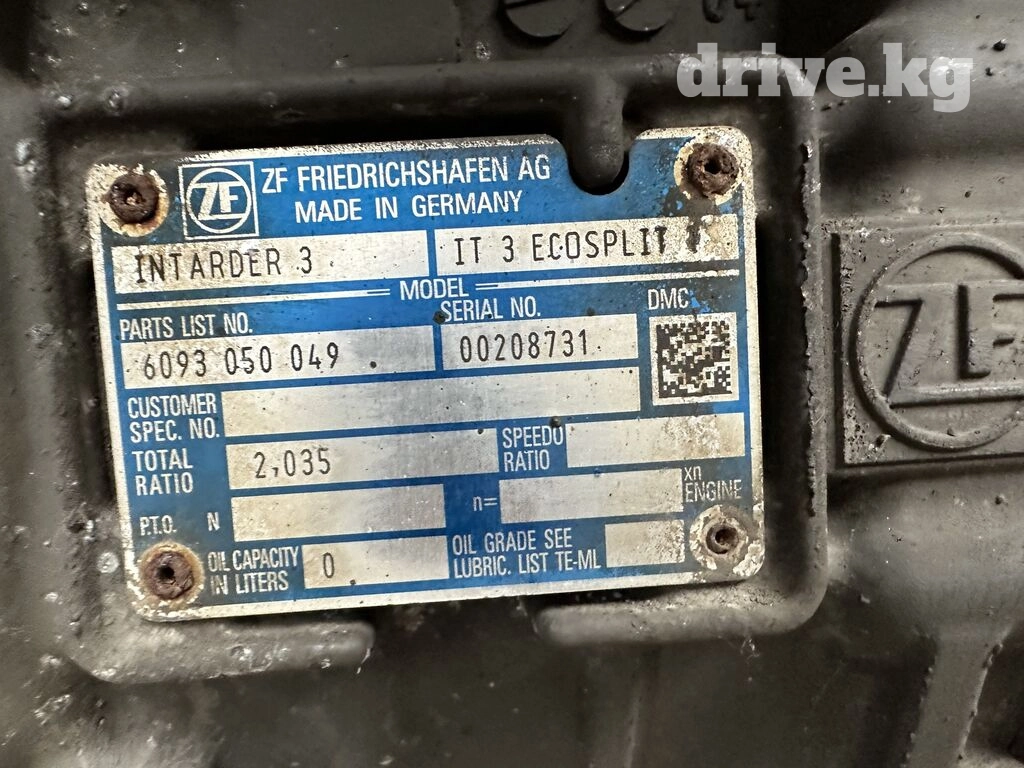 04
drive.kg
ZF
ZF FRIEDRICHSHAFEN AG
MADE IN GERMANY
INTARDER 3
IT 3 ECOSPLIT
MODEL
PARTS LIST NO.
SERIAL NO.
DMC
6093 050 049
00208731
CUSTOMER
SPEC. NO.
TOTAL
RATIO
2,035
SPEEDO
RATIO
P.T.O. N
n=
xn
ENGINE
OIL CAPACITY
IN LITERS
0
OIL GRADE SEE
LUBRIC. LIST TE-ML
ZF